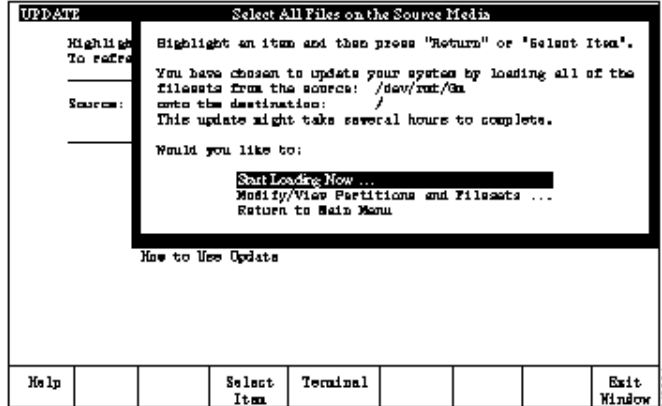 UPDATE
Select All Files on the Source Media
Highligh
To refre
Source:
Highlight an item and then press "Return" or "Select Item".
You have chosen to update your system by loading all of the
filesets from the source: /dev/rmt/0m
onto the destination: /
This update might take several hours to complete.
Would you like to:
Start Loading Now ...
Modify/View Partitions and Filesets ...
Return to Main Menu
How to Use Update
Help
Select
Item
Terminal
Exit
Window